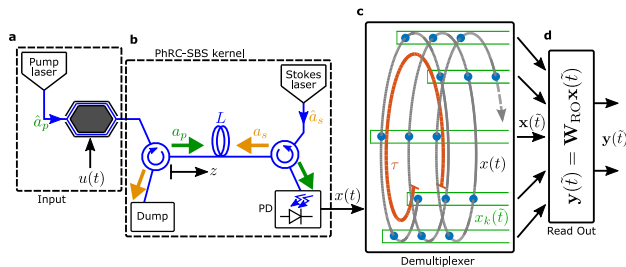 a
Pump
laser
â_p
u(t)
Input
b
PhRC–SBS kernel
Stokes
laser
a_p
L
a_s
â_s
z
Dump
PD
x(t)
c
τ
x(t)
x_k(t̃)
Demultiplexer
d
𝐱(t̃)
𝐲(t̃) = 𝐖_RO 𝐱(t̃)
𝐲(t̃)
Read Out